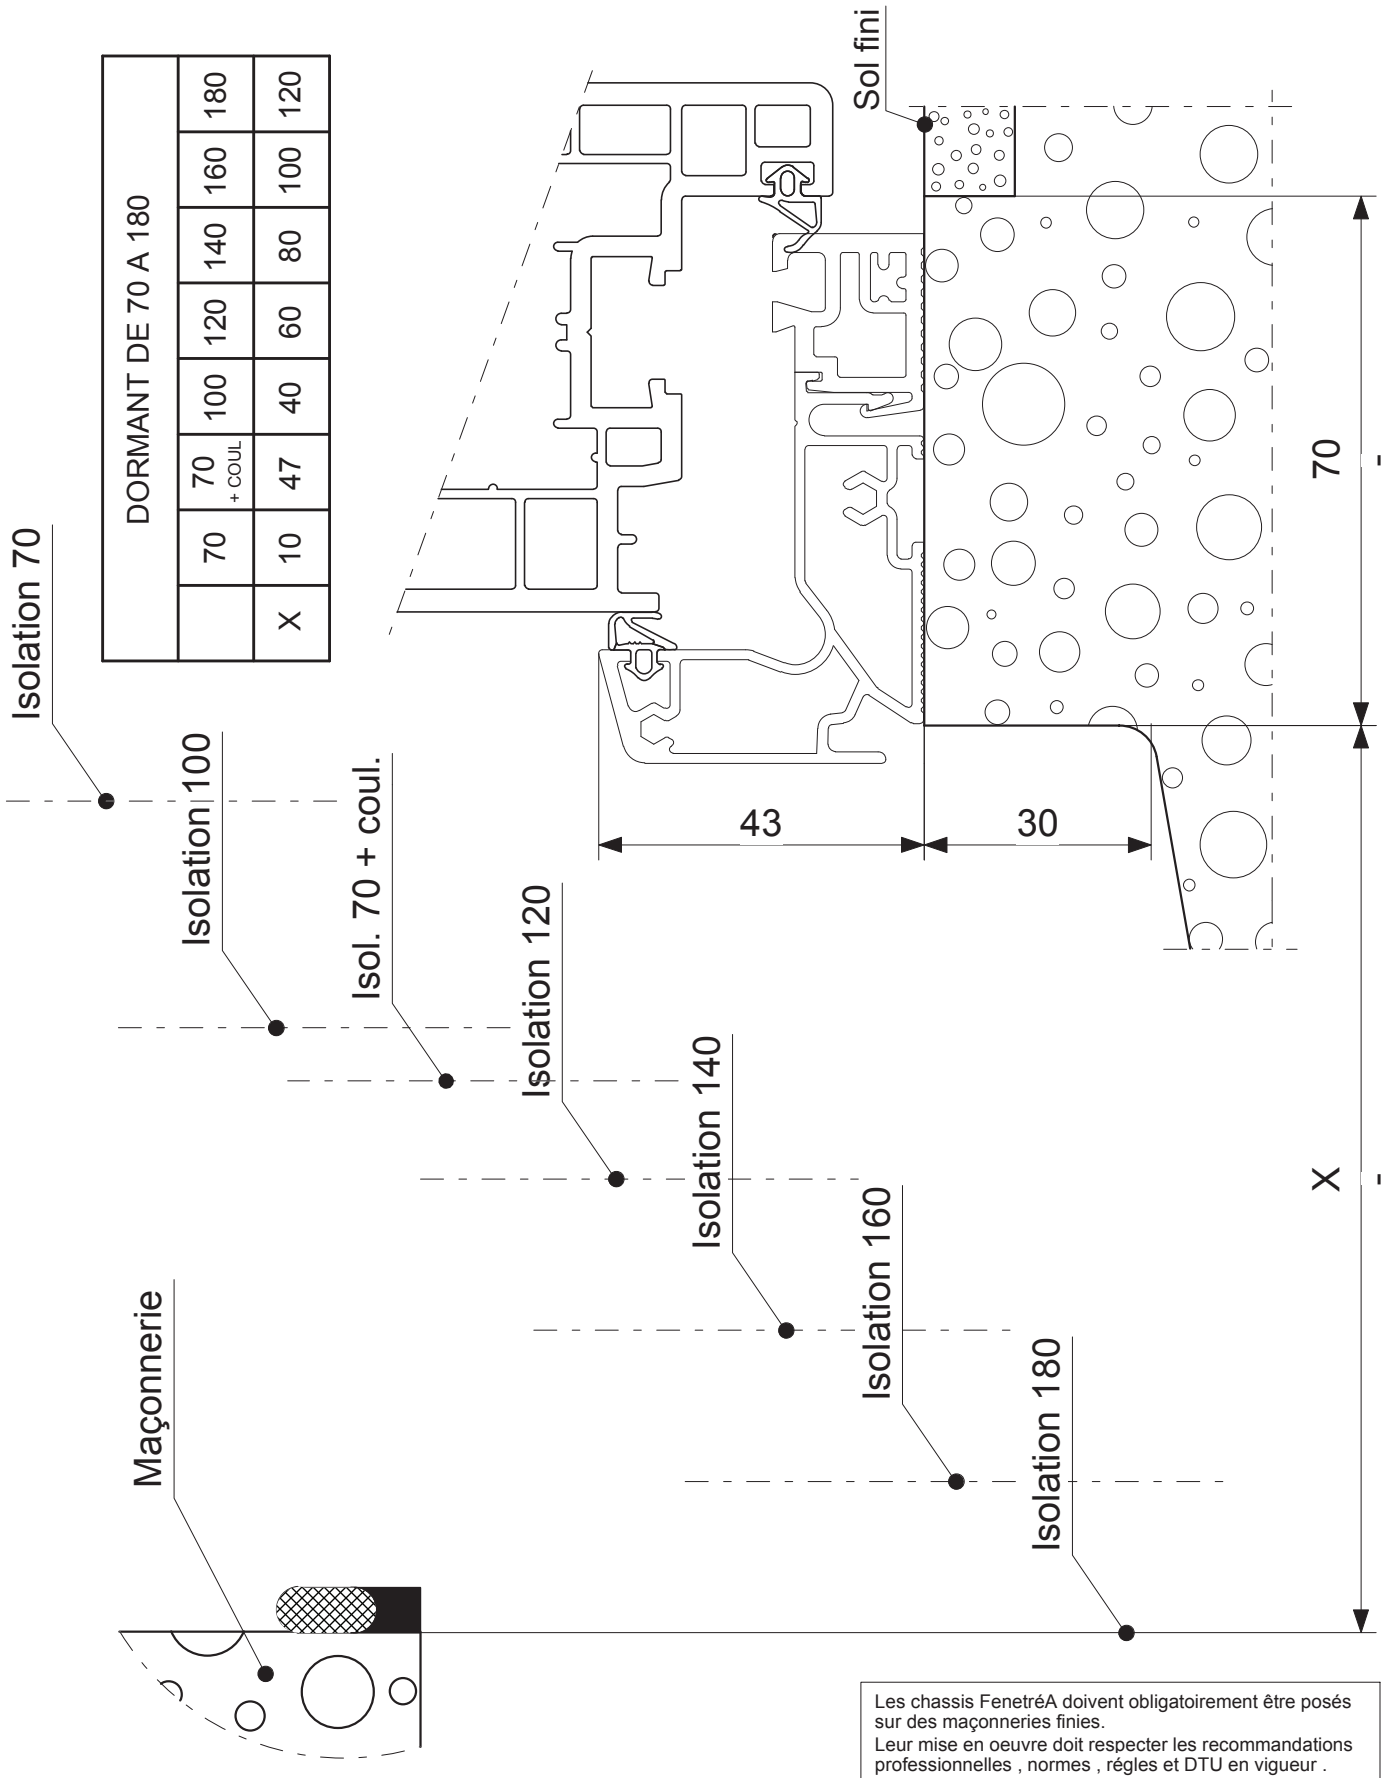 DORMANT DE 70 A 180
70 70 + COUL 100 120 140 160 180
X 10 47 40 60 80 100 120
Isolation 70
Isolation 100
Isol. 70 + coul.
Isolation 120
Isolation 140
Isolation 160
Isolation 180
Maçonnerie
Sol fini
43
30
70
X
Les chassis FenetréA doivent obligatoirement être posés
sur des maçonneries finies.
Leur mise en oeuvre doit respecter les recommandations
professionnelles , normes , régles et DTU en vigueur .